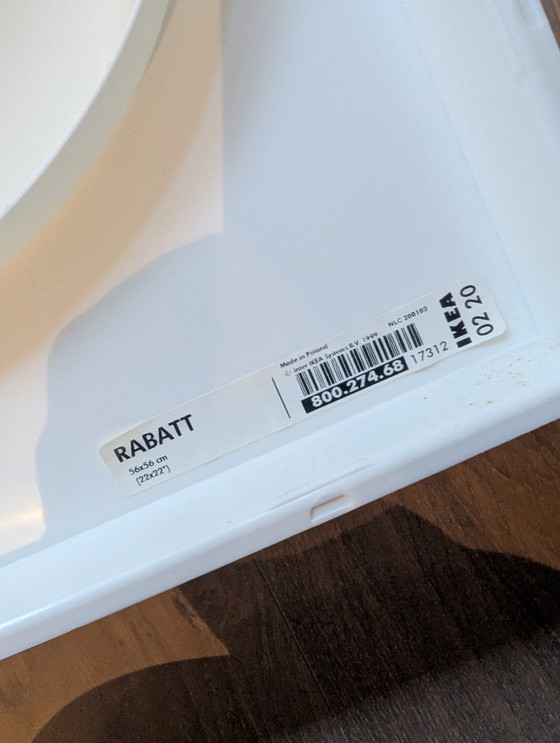 RABATT
56x56 cm
(22x22")
Made in Poland
© Inter IKEA Systems B.V. 1999
NLC 200103
800.274.68
17312
IKEA
02 20